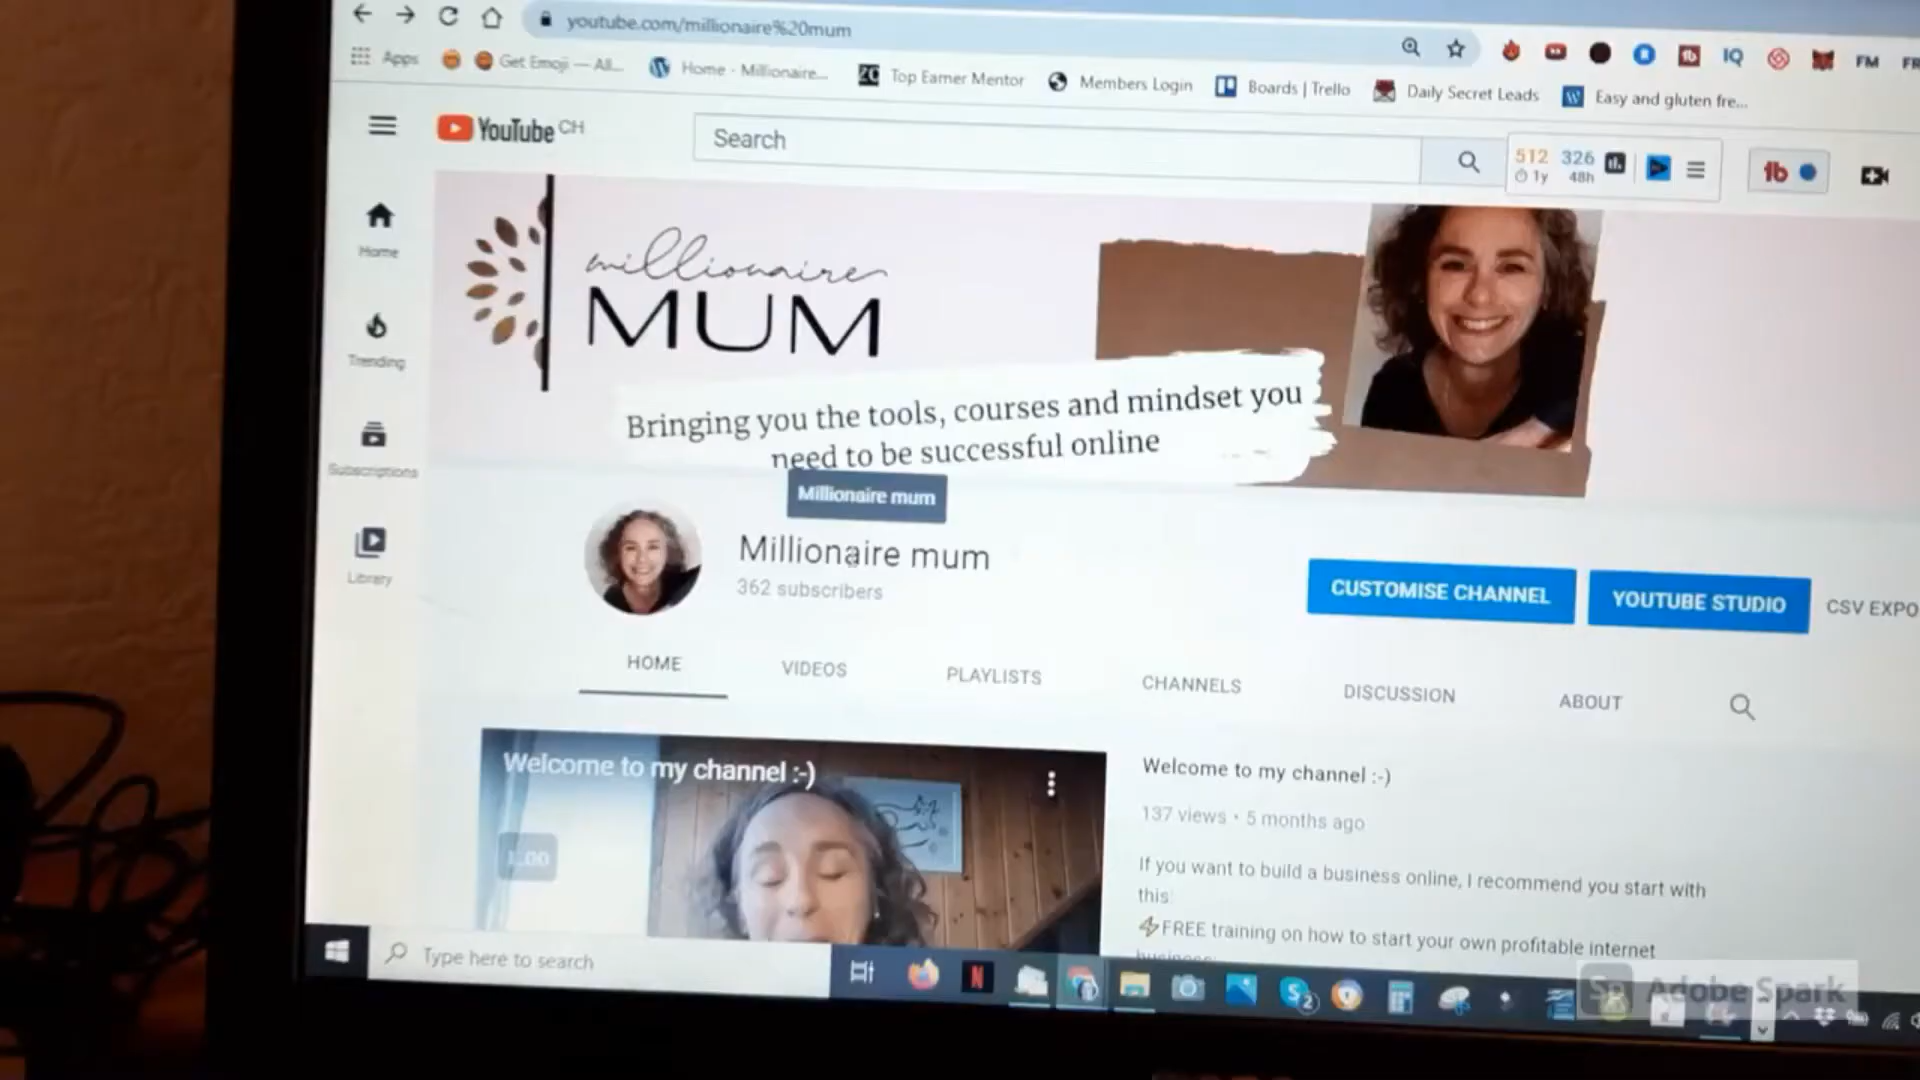 youtube.com/millionaire%20mum
Apps
Get Emoji — All...
Home - Millionaire...
Top Earner Mentor
Members Login
Boards | Trello
Daily Secret Leads
Easy and gluten fre...
IQ
FM
FR
YouTube CH
Search
512 326
1y 48h
Home
Trending
Subscriptions
Library
millionaire
MUM
Bringing you the tools, courses and mindset you
need to be successful online
Millionaire mum
Millionaire mum
362 subscribers
CUSTOMISE CHANNEL
YOUTUBE STUDIO
CSV EXPO
HOME
VIDEOS
PLAYLISTS
CHANNELS
DISCUSSION
ABOUT
Welcome to my channel :-)
Welcome to my channel :-)
137 views • 5 months ago
If you want to build a business online, I recommend you start with
this:
⚡FREE training on how to start your own profitable internet
business:
Type here to search
Sp Adobe Spark